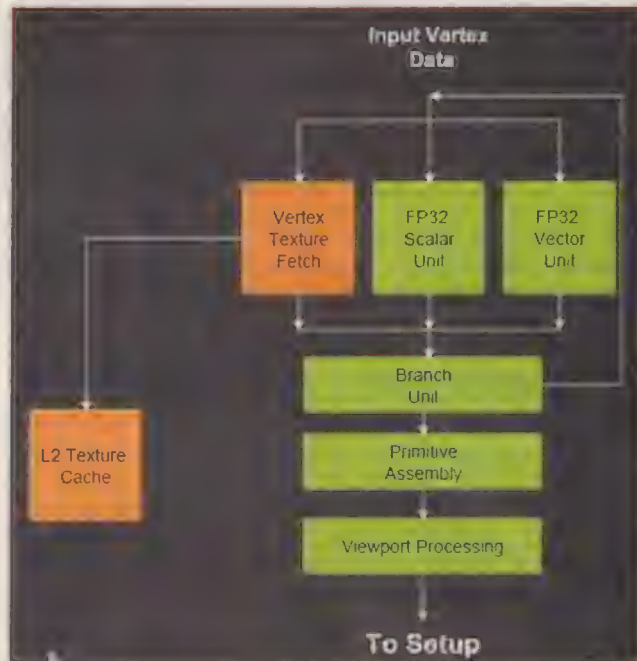 Input Vertex
Data
Vertex
Texture
Fetch
FP32
Scalar
Unit
FP32
Vector
Unit
Branch
Unit
L2 Texture
Cache
Primitive
Assembly
Viewport Processing
To Setup